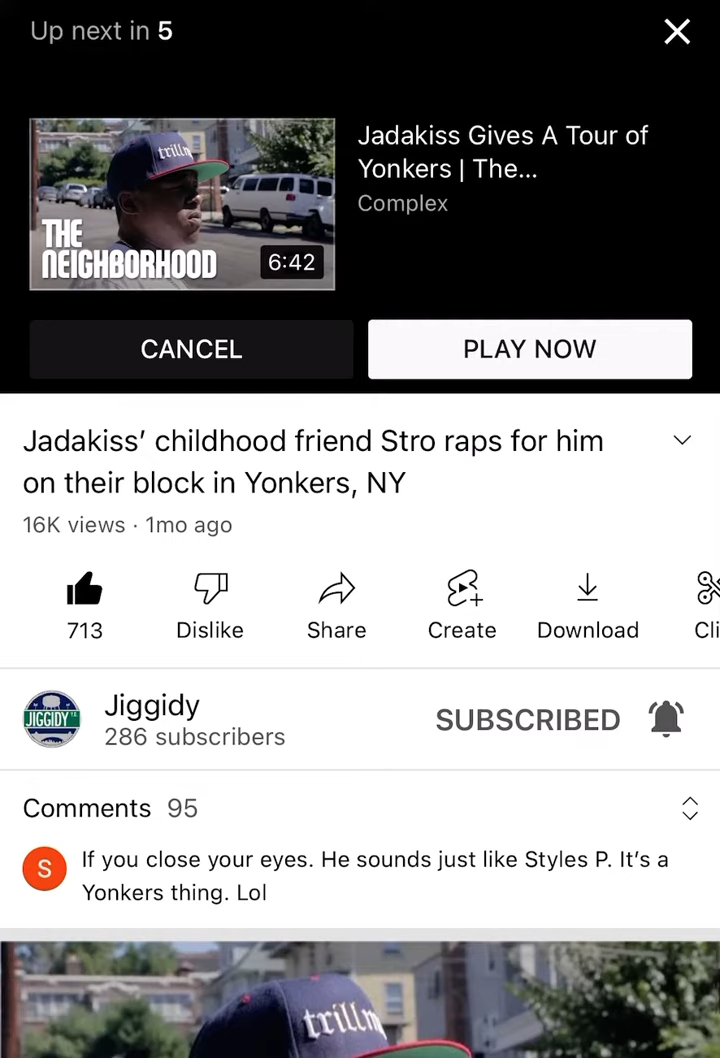 Up next in 5
Jadakiss Gives A Tour of
Yonkers | The...
Complex
trill
THE
NEIGHBORHOOD
6:42
CANCEL
PLAY NOW
Jadakiss’ childhood friend Stro raps for him
on their block in Yonkers, NY
16K views · 1mo ago
713
Dislike
Share
Create
Download
Cli
JIGGIDY
Jiggidy
286 subscribers
SUBSCRIBED
Comments 95
S
If you close your eyes. He sounds just like Styles P. It’s a
Yonkers thing. Lol
trill